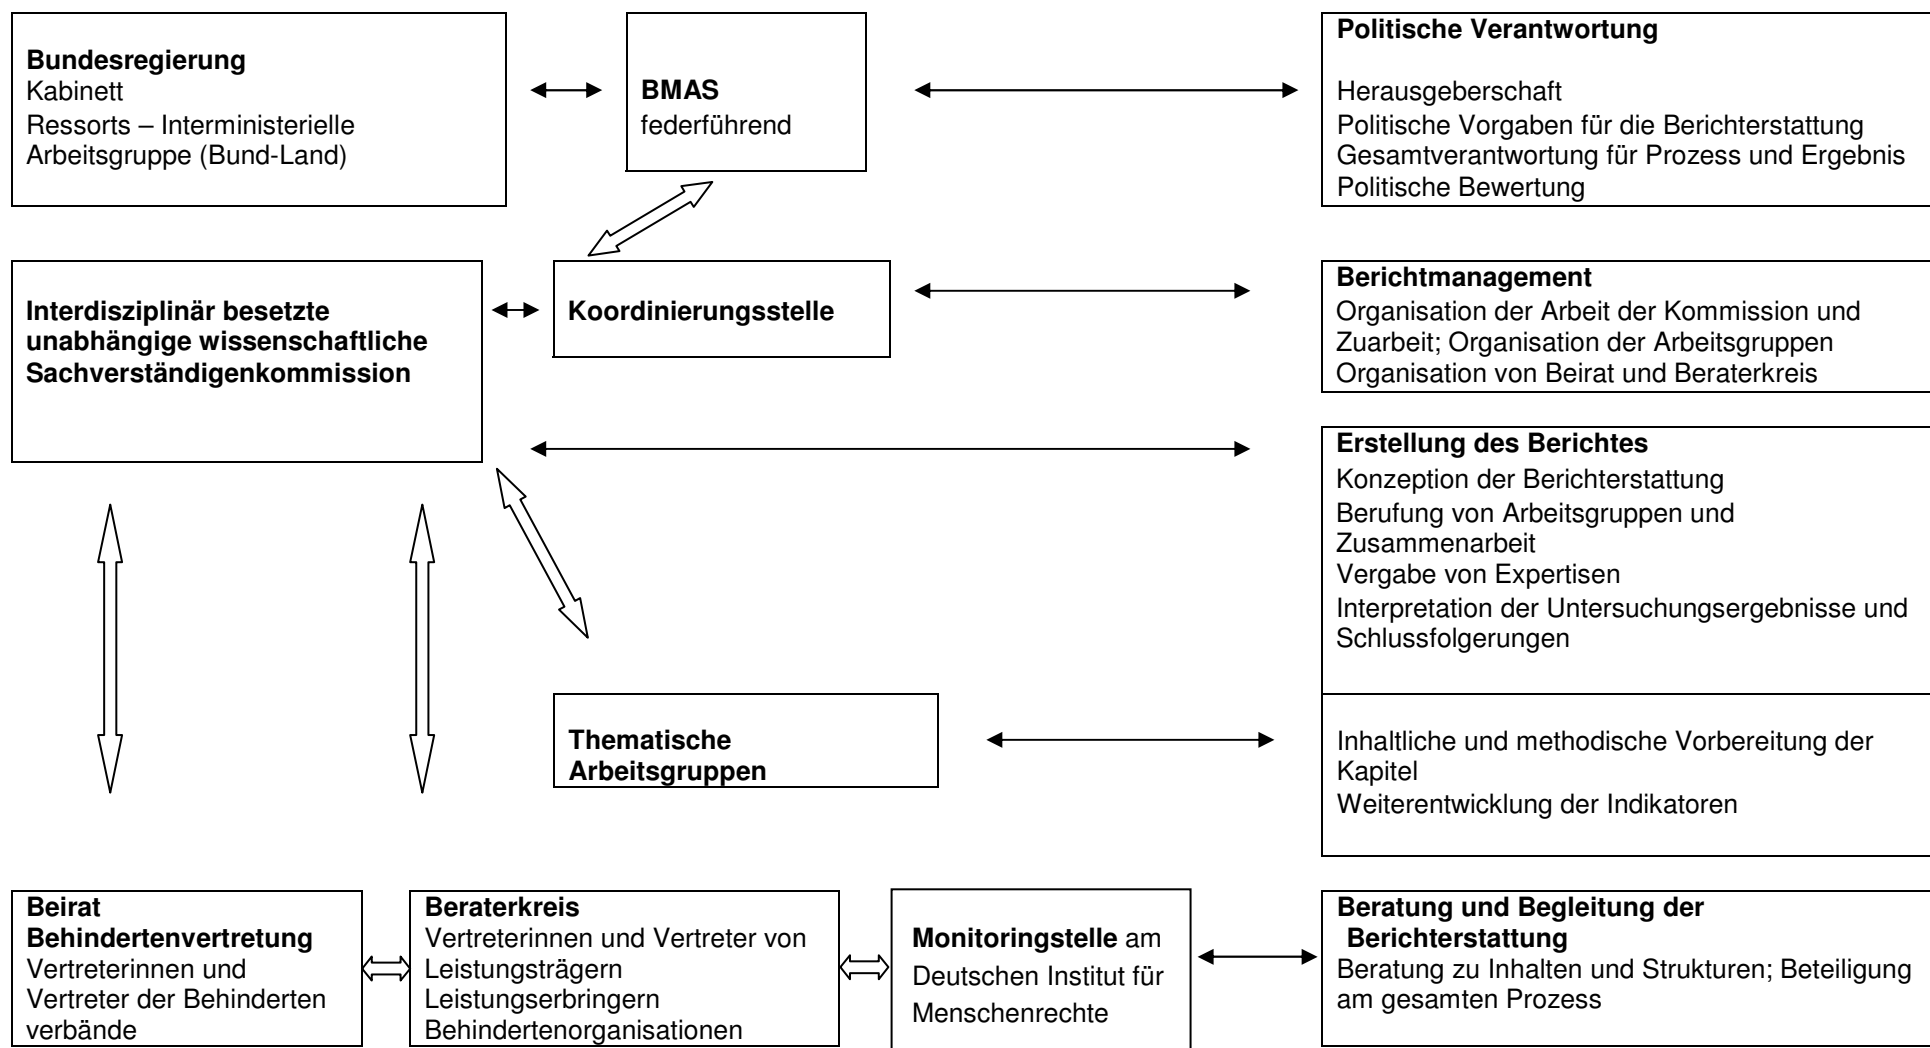 Bundesregierung
Kabinett
Ressorts – Interministerielle
Arbeitsgruppe (Bund-Land)
BMAS
federführend
Politische Verantwortung
Herausgeberschaft
Politische Vorgaben für die Berichterstattung
Gesamtverantwortung für Prozess und Ergebnis
Politische Bewertung
Interdisziplinär besetzte
unabhängige wissenschaftliche
Sachverständigenkommission
Koordinierungsstelle
Berichtmanagement
Organisation der Arbeit der Kommission und
Zuarbeit; Organisation der Arbeitsgruppen
Organisation von Beirat und Beraterkreis
Erstellung des Berichtes
Konzeption der Berichterstattung
Berufung von Arbeitsgruppen und
Zusammenarbeit
Vergabe von Expertisen
Interpretation der Untersuchungsergebnisse und
Schlussfolgerungen
Thematische
Arbeitsgruppen
Inhaltliche und methodische Vorbereitung der
Kapitel
Weiterentwicklung der Indikatoren
Beirat
Behindertenvertretung
Vertreterinnen und
Vertreter der Behinderten
verbände
Beraterkreis
Vertreterinnen und Vertreter von
Leistungsträgern
Leistungserbringern
Behindertenorganisationen
Monitoringstelle am
Deutschen Institut für
Menschenrechte
Beratung und Begleitung der
Berichterstattung
Beratung zu Inhalten und Strukturen; Beteiligung
am gesamten Prozess